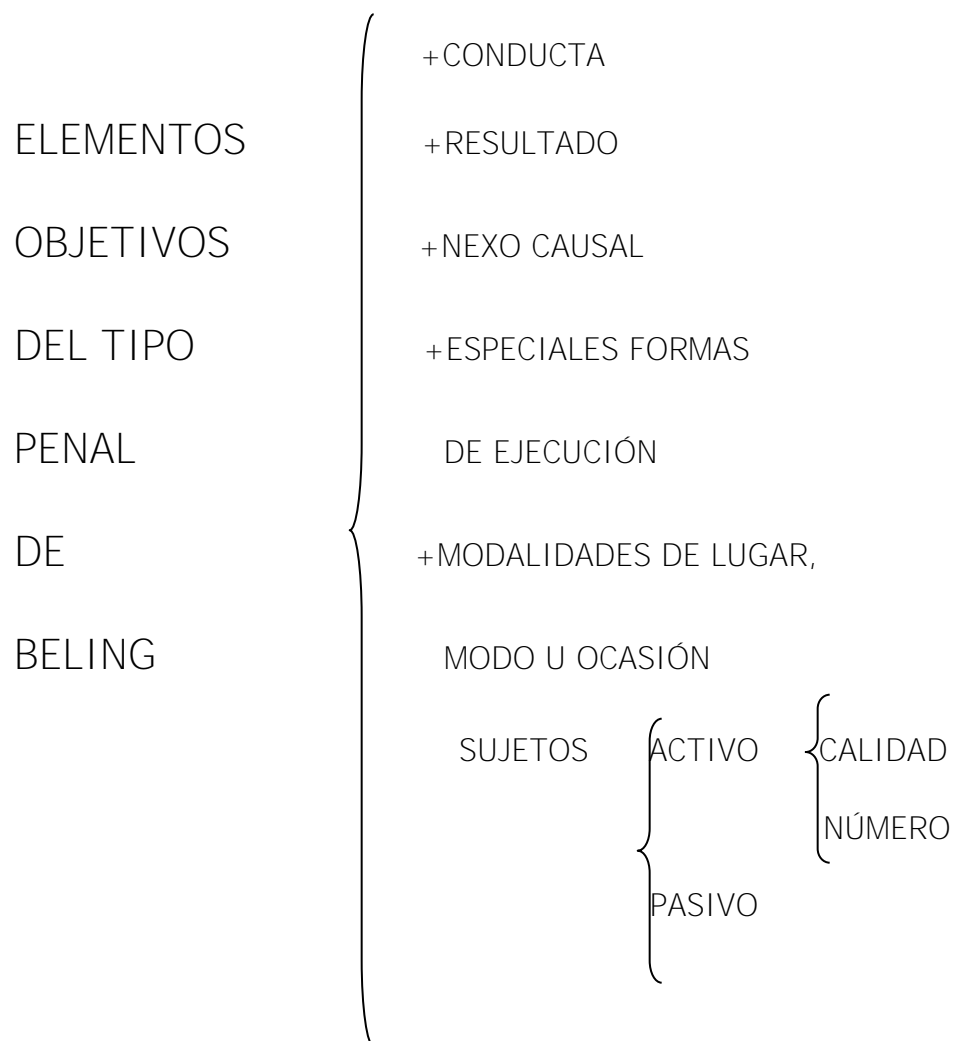 +CONDUCTA
ELEMENTOS +RESULTADO
OBJETIVOS +NEXO CAUSAL
DEL TIPO +ESPECIALES FORMAS
PENAL DE EJECUCIÓN
DE +MODALIDADES DE LUGAR,
BELING MODO U OCASIÓN
SUJETOS ACTIVO CALIDAD
NÚMERO
PASIVO